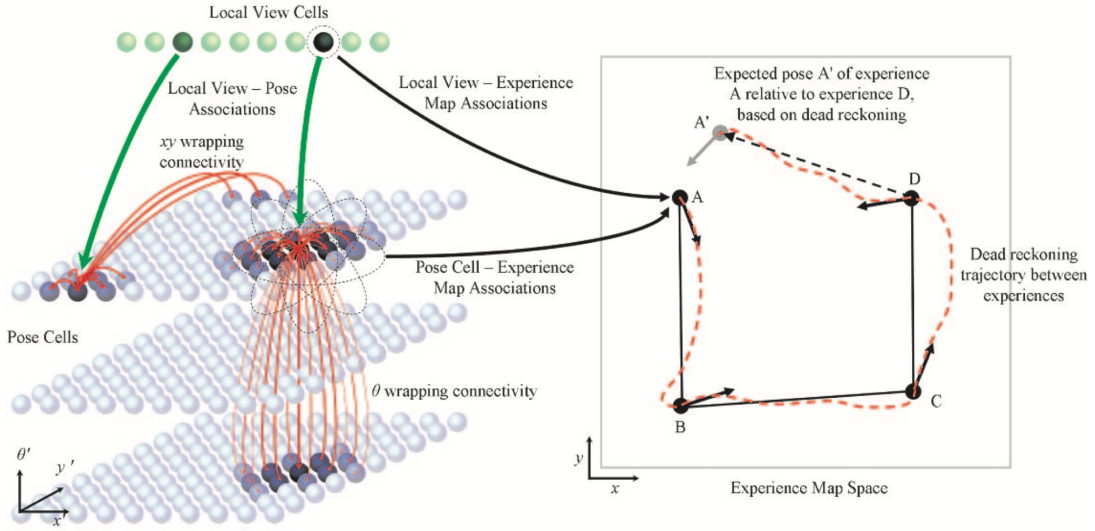 Local View Cells
Local View – Pose
Associations
Local View – Experience
Map Associations
xy wrapping
connectivity
Pose Cell – Experience
Map Associations
Pose Cells
θ wrapping connectivity
θ'
y'
x'
Expected pose A' of experience
A relative to experience D,
based on dead reckoning
A'
A
D
Dead reckoning
trajectory between
experiences
B
C
y
x
Experience Map Space